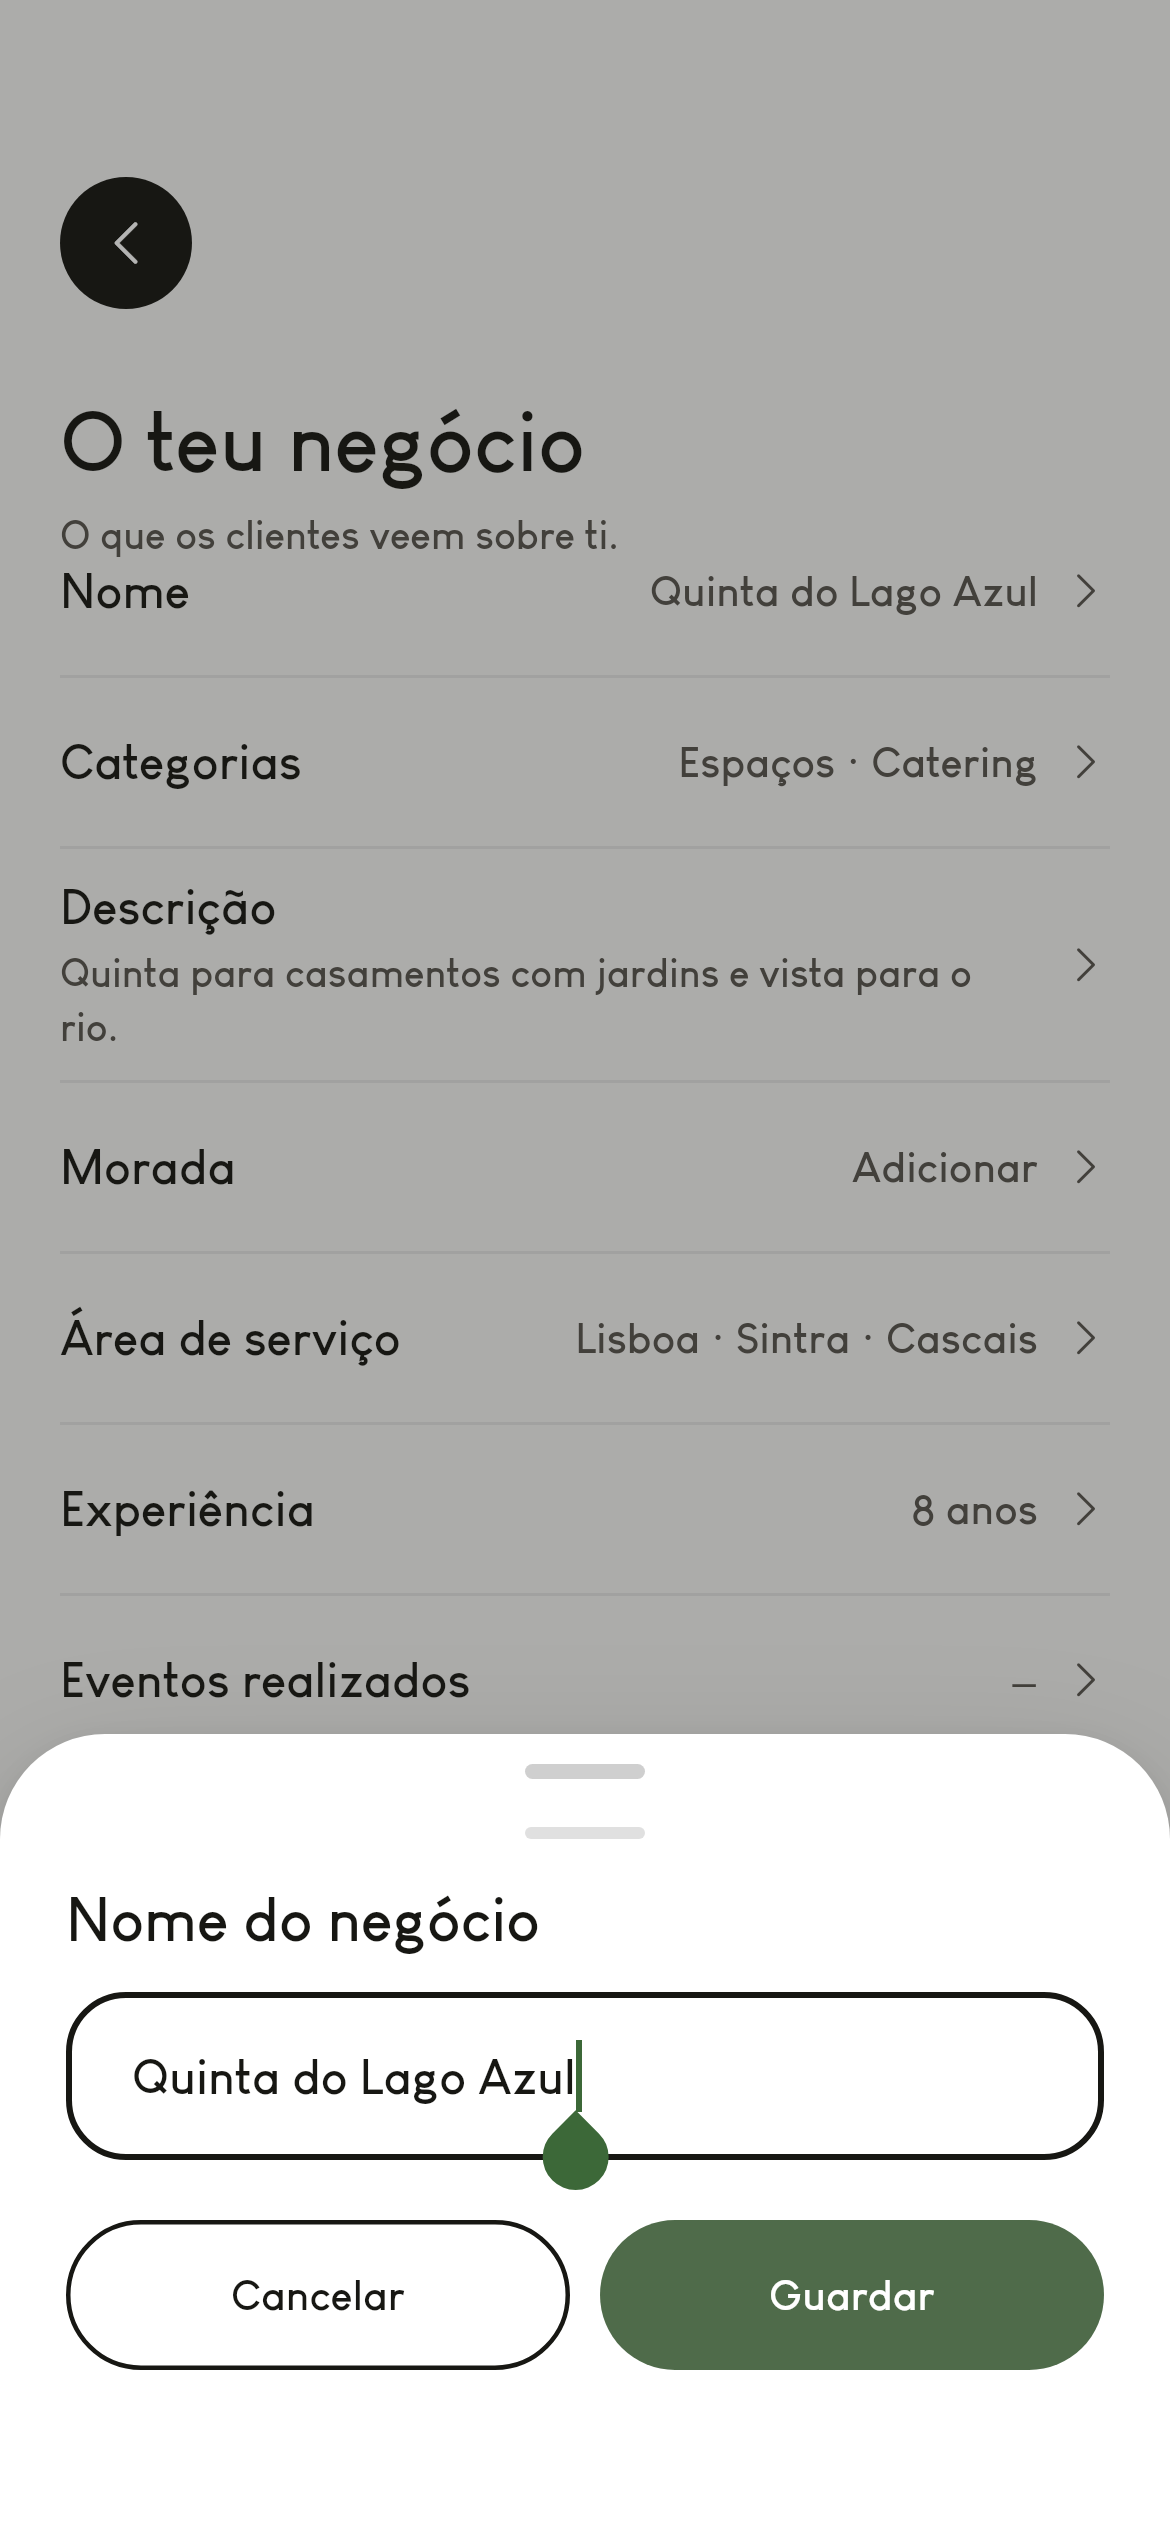 O teu negócio
O que os clientes veem sobre ti.
Nome Quinta do Lago Azul
Categorias Espaços · Catering
Descrição
Quinta para casamentos com jardins e vista para o
rio.
Morada Adicionar
Área de serviço Lisboa · Sintra · Cascais
Experiência 8 anos
Eventos realizados –
Nome do negócio
Quinta do Lago Azul
Cancelar Guardar